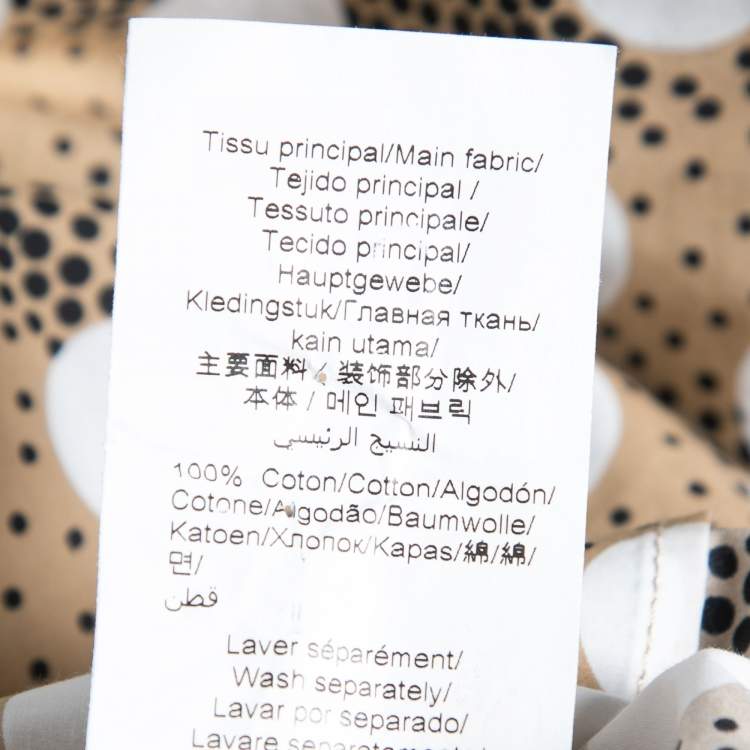 Tissu principal/Main fabric/
Tejido principal /
Tessuto principale/
Tecido principal/
Hauptgewebe/
Kledingstuk/Главная ткань/
kain utama/
主要面料 / 装饰部分除外/
本体 / 메인 패브릭
النسيج الرئيسي
100% Coton/Cotton/Algodón/
Cotone/Algodão/Baumwolle/
Katoen/Хлопок/Kapas/綿/綿/
면/
قطن
Laver séparément/
Wash separately/
Lavar por separado/
Lavare separatamente/